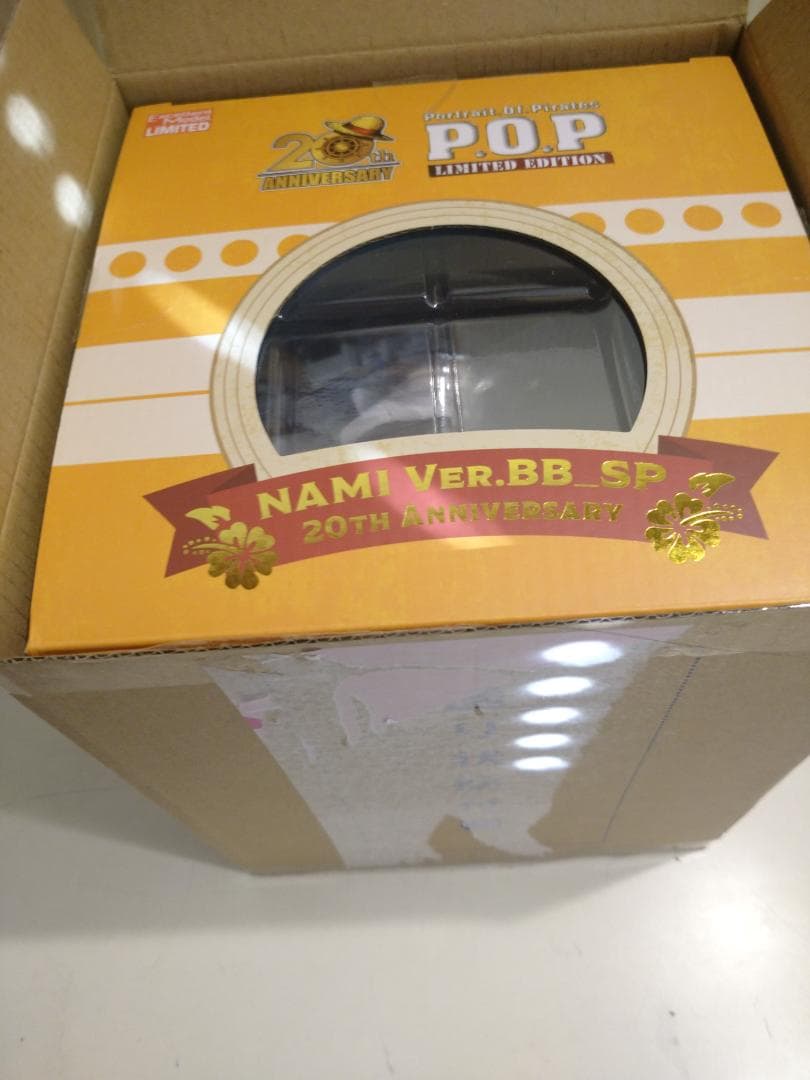 LIMITED
20th
ANNIVERSARY
Portrait.Of.Pirates
P.O.P
LIMITED EDITION
NAMI VER.BB_SP
20TH ANNIVERSARY